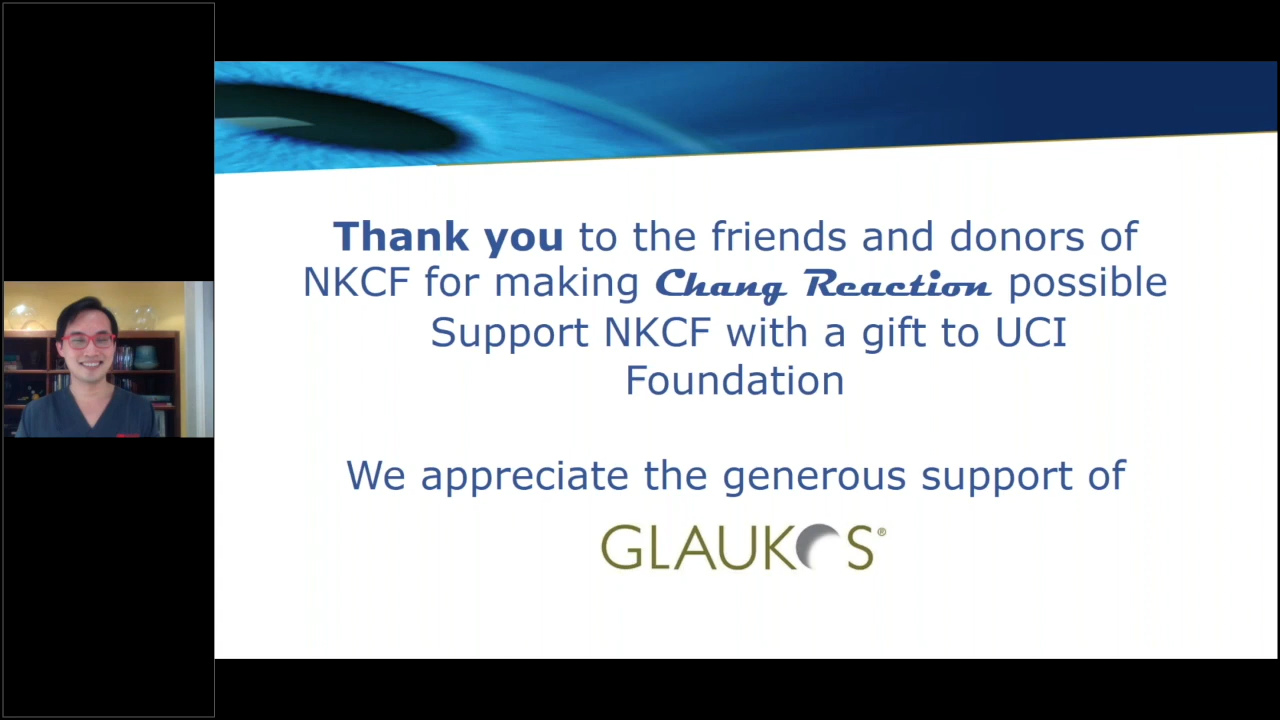 Thank you to the friends and donors of
NKCF for making Chang Reaction possible
Support NKCF with a gift to UCI
Foundation
We appreciate the generous support of
GLAUKOS®